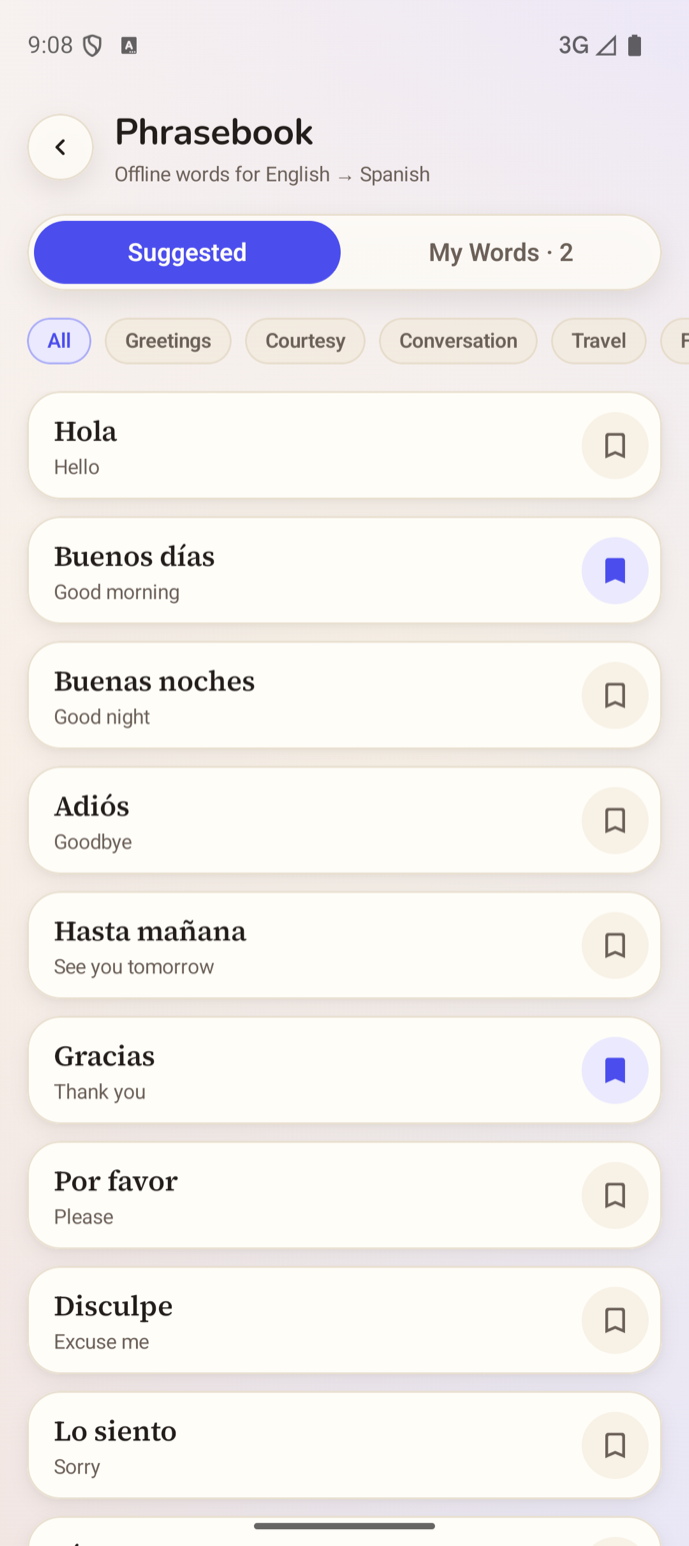 9:08
A
3G
Phrasebook
Offline words for English → Spanish
Suggested
My Words · 2
All
Greetings
Courtesy
Conversation
Travel
Hola
Hello
Buenos días
Good morning
Buenas noches
Good night
Adiós
Goodbye
Hasta mañana
See you tomorrow
Gracias
Thank you
Por favor
Please
Disculpe
Excuse me
Lo siento
Sorry